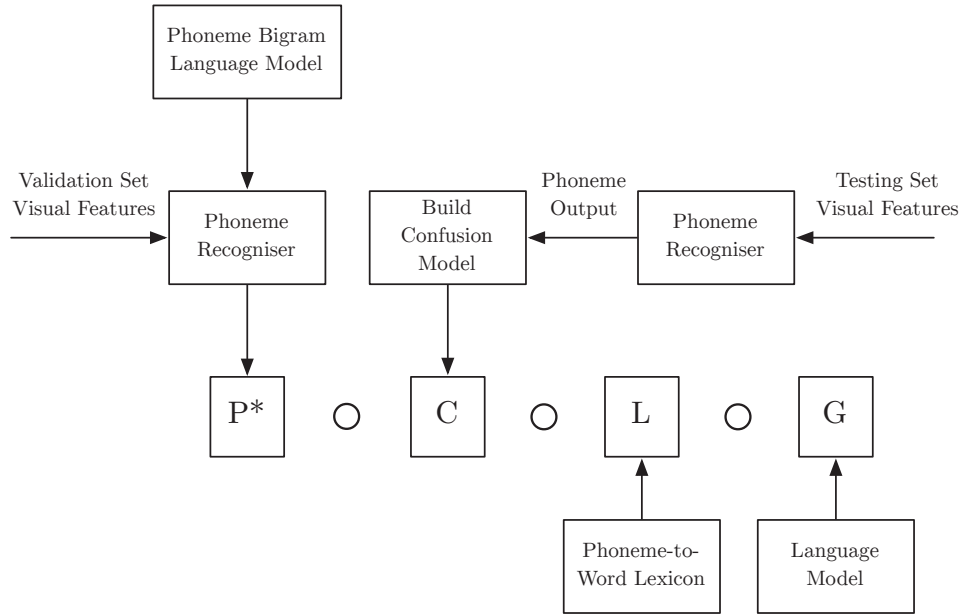 Phoneme Bigram
Language Model
Validation Set
Visual Features
Phoneme
Recogniser
Build
Confusion
Model
Phoneme
Output
Phoneme
Recogniser
Testing Set
Visual Features
P*
C
L
G
Phoneme-to-
Word Lexicon
Language
Model